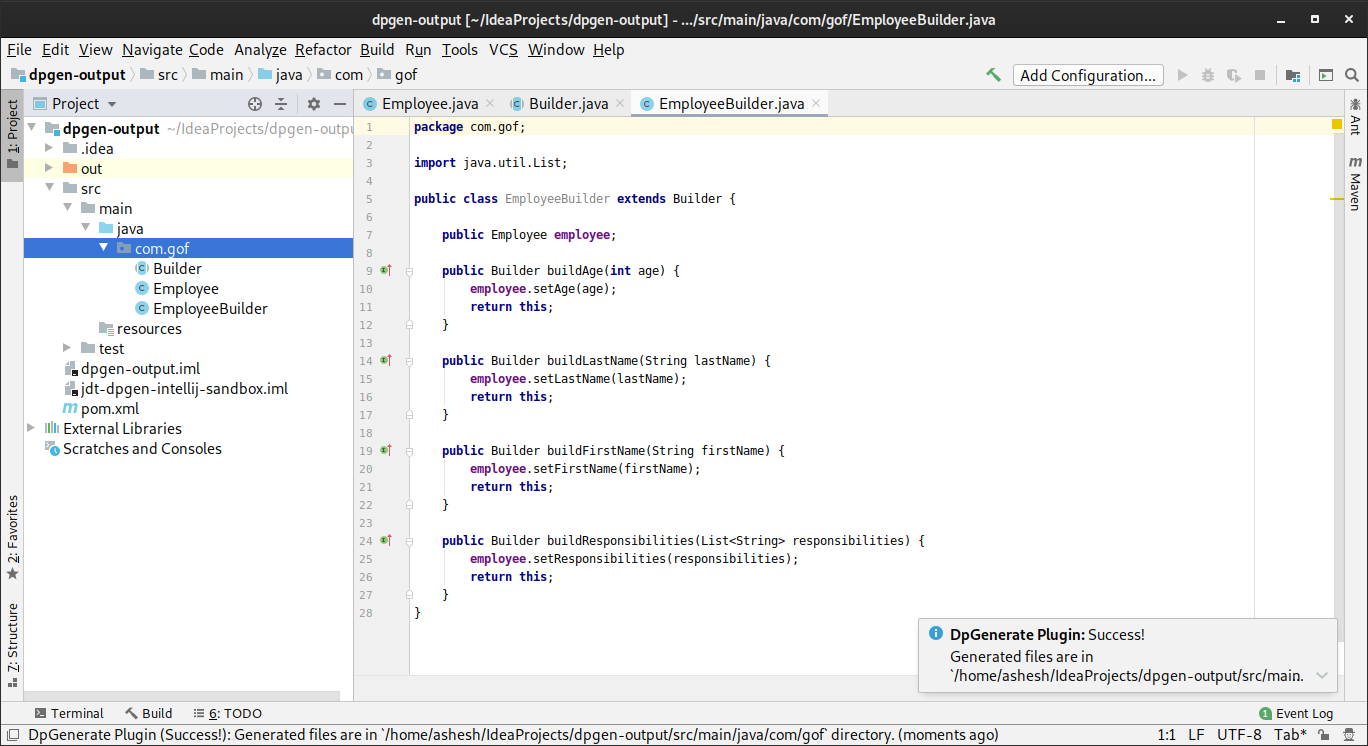 dpgen-output [~/IdeaProjects/dpgen-output] - .../src/main/java/com/gof/EmployeeBuilder.java
File Edit View Navigate Code Analyze Refactor Build Run Tools VCS Window Help
dpgen-output src main java com gof Add Configuration...
1: Project
2: Favorites
7: Structure
Project
dpgen-output ~/IdeaProjects/dpgen-outpu
.idea
out
src
main
java
com.gof
Builder
Employee
EmployeeBuilder
resources
test
dpgen-output.iml
jdt-dpgen-intellij-sandbox.iml
pom.xml
External Libraries
Scratches and Consoles
Employee.java Builder.java EmployeeBuilder.java
1 package com.gof;
2
3 import java.util.List;
4
5 public class EmployeeBuilder extends Builder {
6
7 public Employee employee;
8
9 public Builder buildAge(int age) {
10 employee.setAge(age);
11 return this;
12 }
13
14 public Builder buildLastName(String lastName) {
15 employee.setLastName(lastName);
16 return this;
17 }
18
19 public Builder buildFirstName(String firstName) {
20 employee.setFirstName(firstName);
21 return this;
22 }
23
24 public Builder buildResponsibilities(List<String> responsibilities) {
25 employee.setResponsibilities(responsibilities);
26 return this;
27 }
28 }
Ant
Maven
DpGenerate Plugin: Success!
Generated files are in
`/home/ashesh/IdeaProjects/dpgen-output/src/main.
Terminal Build 6: TODO 1 Event Log
DpGenerate Plugin (Success!): Generated files are in `/home/ashesh/IdeaProjects/dpgen-output/src/main/java/com/gof` directory. (moments ago) 1:1 LF UTF-8 Tab*